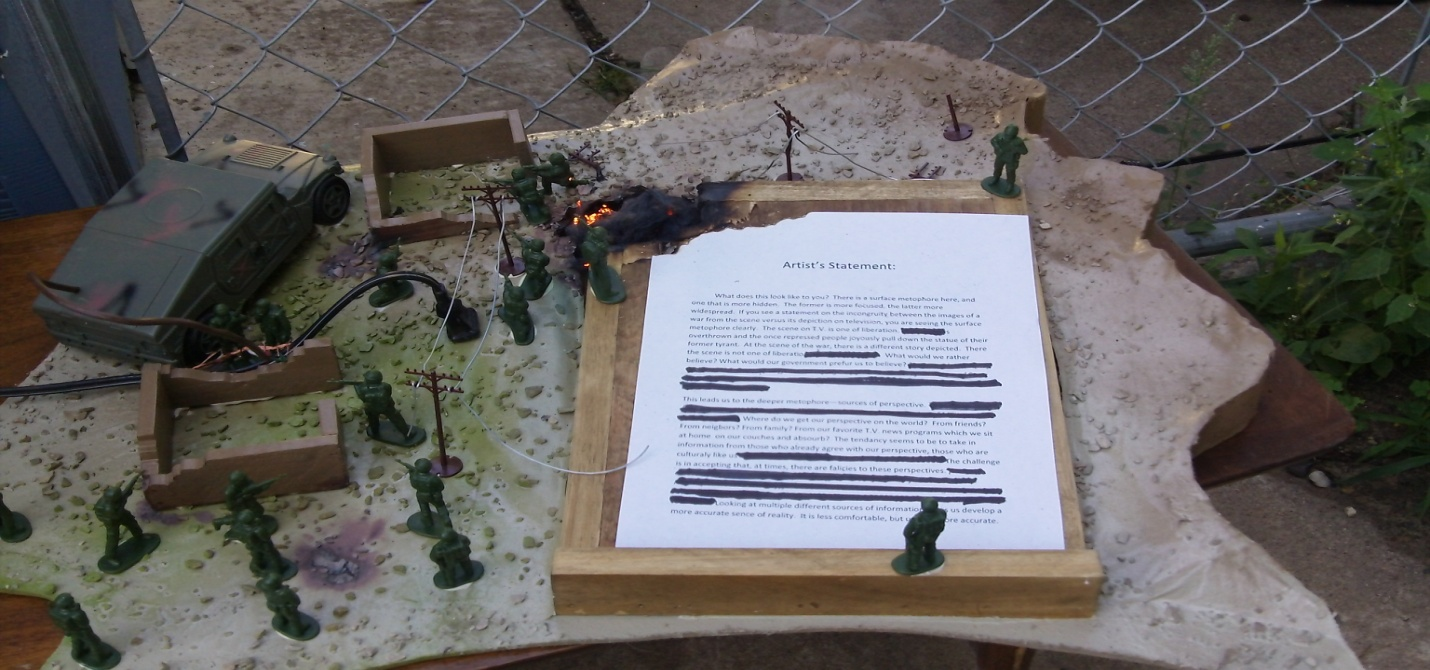 Artist's Statement:
What does this look like to you? There is a surface metophore here, and
one that is more hidden. The former is more focused, the latter more
widespread. If you see a statement on the incongruity between the images of a
war from the scene versus its depiction on television, you are seeing the surface
metophore clearly. The scene on T.V. is one of liberation
overthrown and the once repressed people joyously pull down the statue of their
former tyrant. At the scene of the war, there is a different story depicted. There
the scene is not one of What would we rather
believe? What would our government prefur us to believe?
This leads us to the deeper metophore—sources of perspective.
Where do we get our perspective on the world? From friends?
From neighbors? From family? From our favorite T.V. news programs which we sit
at home on our couches and absourb? The tendancy seems to be to take in
information from those who already agree with our perspective, those who are
culturaly like The challenge
is in accepting that, at times, there are falicies to these perspectives.
Looking at multiple different sources of us develop a
more accurate sense of reality. It is less comfortable, but accurate.